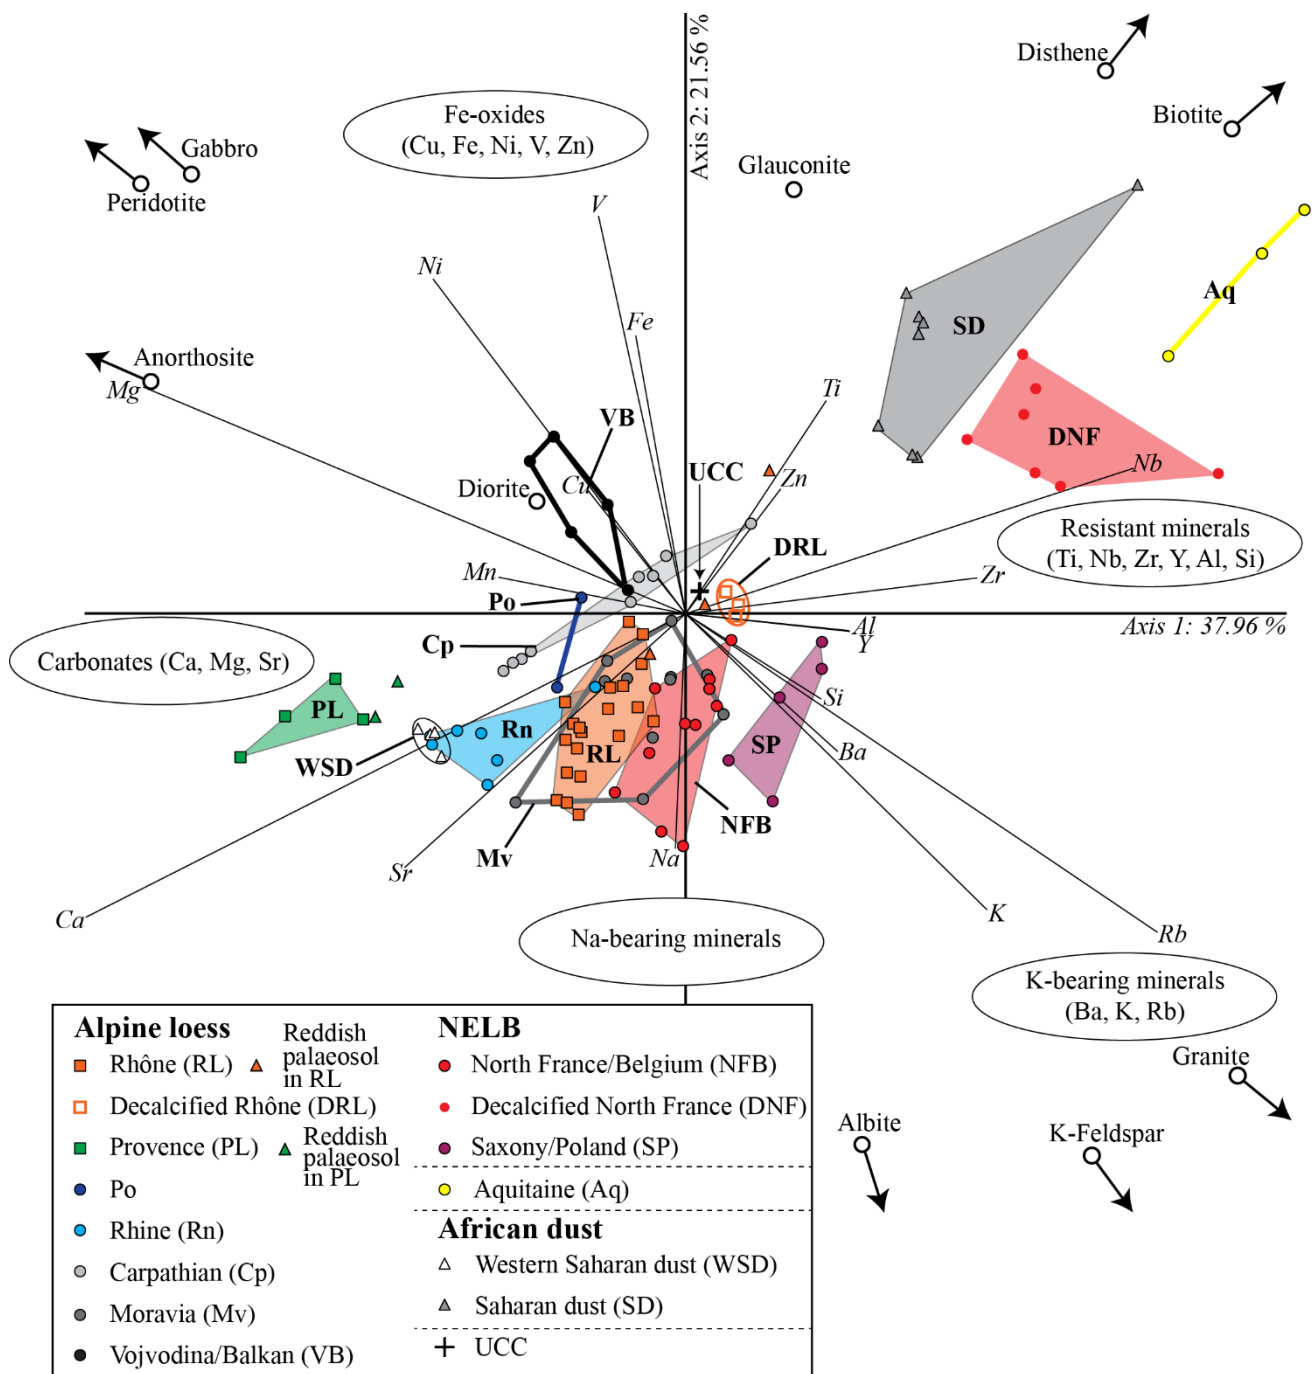 Disthene
Axis 2: 21.56 %
Biotite
Fe-oxides
(Cu, Fe, Ni, V, Zn)
Gabbro
Glauconite
Peridotite
V
Ni
Aq
Fe
SD
Anorthosite
Mg
Ti
VB
DNF
Nb
UCC
Zn
Diorite
Cu
Resistant minerals
(Ti, Nb, Zr, Y, Al, Si)
DRL
Mn
Zr
Po
Al
Axis 1: 37.96 %
Y
Cp
Carbonates (Ca, Mg, Sr)
Si
PL
Rn
SP
RL
Ba
WSD
NFB
Mv
Na
Sr
Ca
K
Rb
Na-bearing minerals
K-bearing minerals
(Ba, K, Rb)
Granite
Albite
K-Feldspar
Alpine loess
Rhône (RL)
Reddish
palaeosol
in RL
Decalcified Rhône (DRL)
Provence (PL)
Reddish
palaeosol
in PL
Po
Rhine (Rn)
Carpathian (Cp)
Moravia (Mv)
Vojvodina/Balkan (VB)
NELB
North France/Belgium (NFB)
Decalcified North France (DNF)
Saxony/Poland (SP)
Aquitaine (Aq)
African dust
Western Saharan dust (WSD)
Saharan dust (SD)
UCC